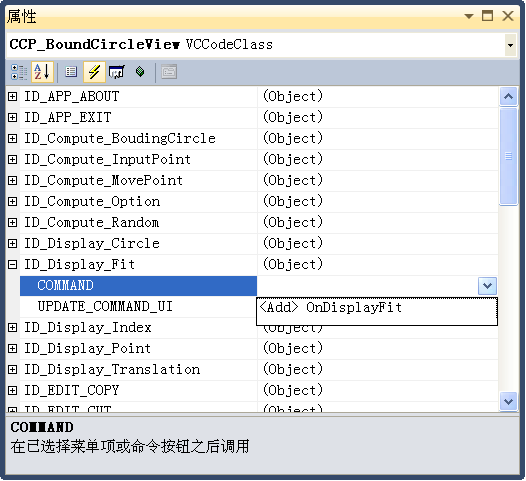 属性
CCP_BoundCircleView VCCodeClass
ID_APP_ABOUT (Object)
ID_APP_EXIT (Object)
ID_Compute_BoudingCircle (Object)
ID_Compute_InputPoint (Object)
ID_Compute_MovePoint (Object)
ID_Compute_Option (Object)
ID_Compute_Random (Object)
ID_Display_Circle (Object)
ID_Display_Fit (Object)
COMMAND
UPDATE_COMMAND_UI <Add> OnDisplayFit
ID_Display_Index (Object)
ID_Display_Point (Object)
ID_Display_Translation (Object)
ID_EDIT_COPY (Object)
ID_EDIT_CUT (Object)
COMMAND
在已选择菜单项或命令按钮之后调用